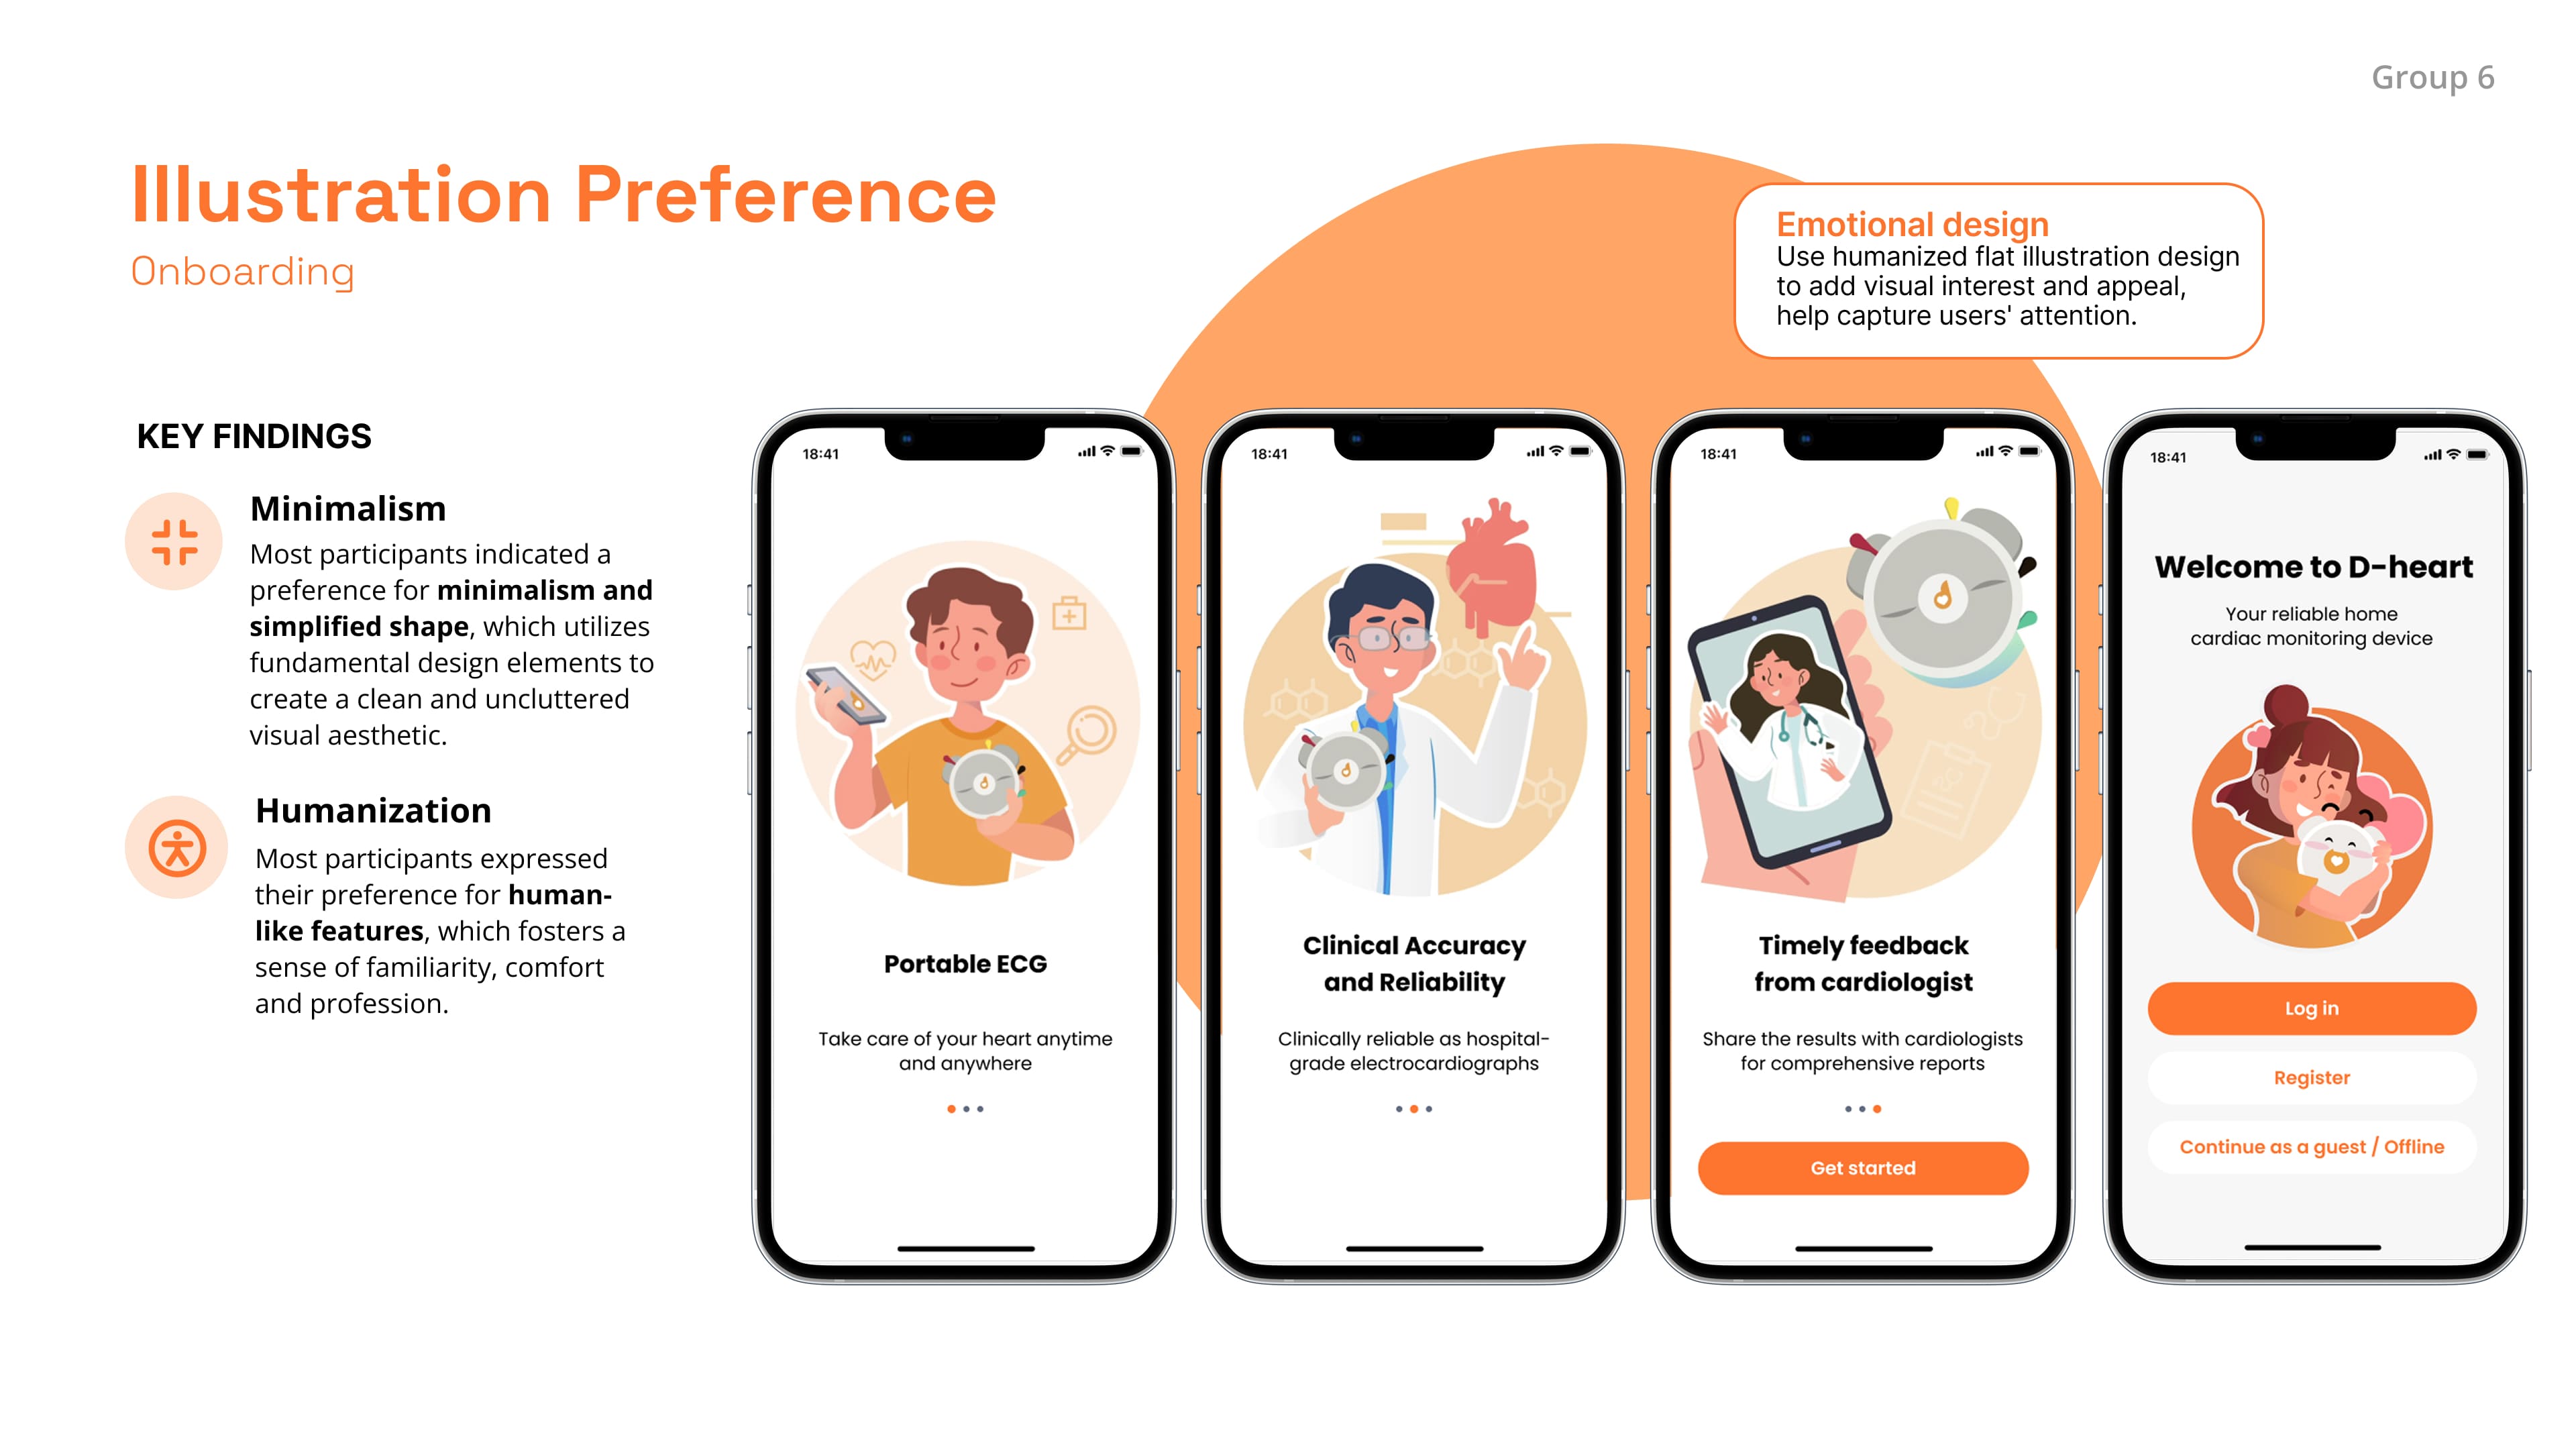 Group 6
Illustration Preference
Onboarding
Emotional design
Use humanized flat illustration design
to add visual interest and appeal,
help capture users' attention.
KEY FINDINGS
Minimalism
Most participants indicated a
preference for minimalism and
simplified shape, which utilizes
fundamental design elements to
create a clean and uncluttered
visual aesthetic.
Humanization
Most participants expressed
their preference for human-
like features, which fosters a
sense of familiarity, comfort
and profession.
18:41
Portable ECG
Take care of your heart anytime
and anywhere
18:41
Clinical Accuracy
and Reliability
Clinically reliable as hospital-
grade electrocardiographs
18:41
Timely feedback
from cardiologist
Share the results with cardiologists
for comprehensive reports
Get started
18:41
Welcome to D-heart
Your reliable home
cardiac monitoring device
Log in
Register
Continue as a guest / Offline